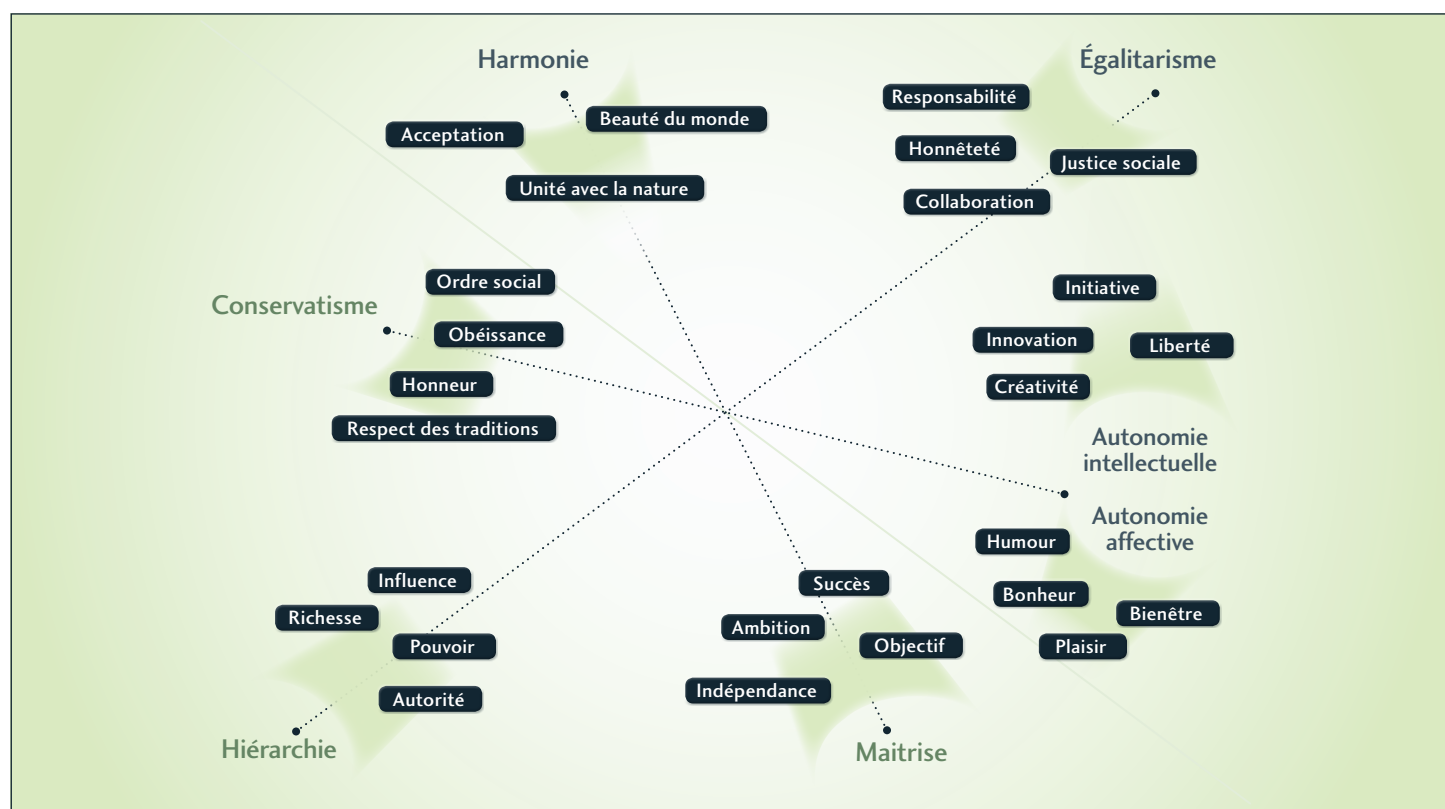 Harmonie
Acceptation
Beauté du monde
Unité avec la nature
Égalitarisme
Responsabilité
Honnêteté
Justice sociale
Collaboration
Conservatisme
Ordre social
Obéissance
Honneur
Respect des traditions
Initiative
Innovation
Liberté
Créativité
Autonomie
intellectuelle
Autonomie
affective
Humour
Bonheur
Bienêtre
Plaisir
Influence
Richesse
Pouvoir
Autorité
Hiérarchie
Succès
Ambition
Objectif
Indépendance
Maitrise